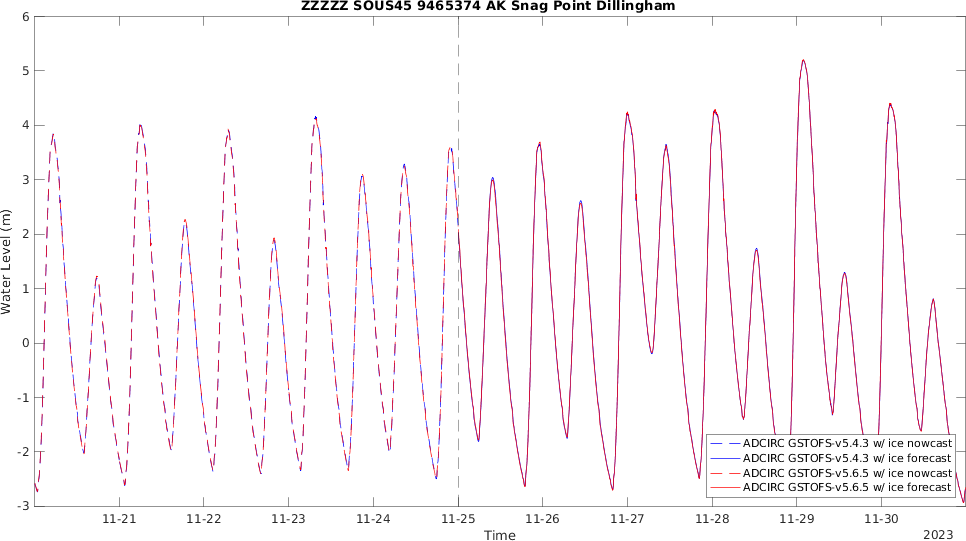 ZZZZZ SOUS45 9465374 AK Snag Point Dillingham
Water Level (m)
6
5
4
3
2
1
0
-1
-2
-3
ADCIRC GSTOFS-v5.4.3 w/ ice nowcast
ADCIRC GSTOFS-v5.4.3 w/ ice forecast
ADCIRC GSTOFS-v5.6.5 w/ ice nowcast
ADCIRC GSTOFS-v5.6.5 w/ ice forecast
11-21 11-22 11-23 11-24 11-25 11-26 11-27 11-28 11-29 11-30
Time
2023